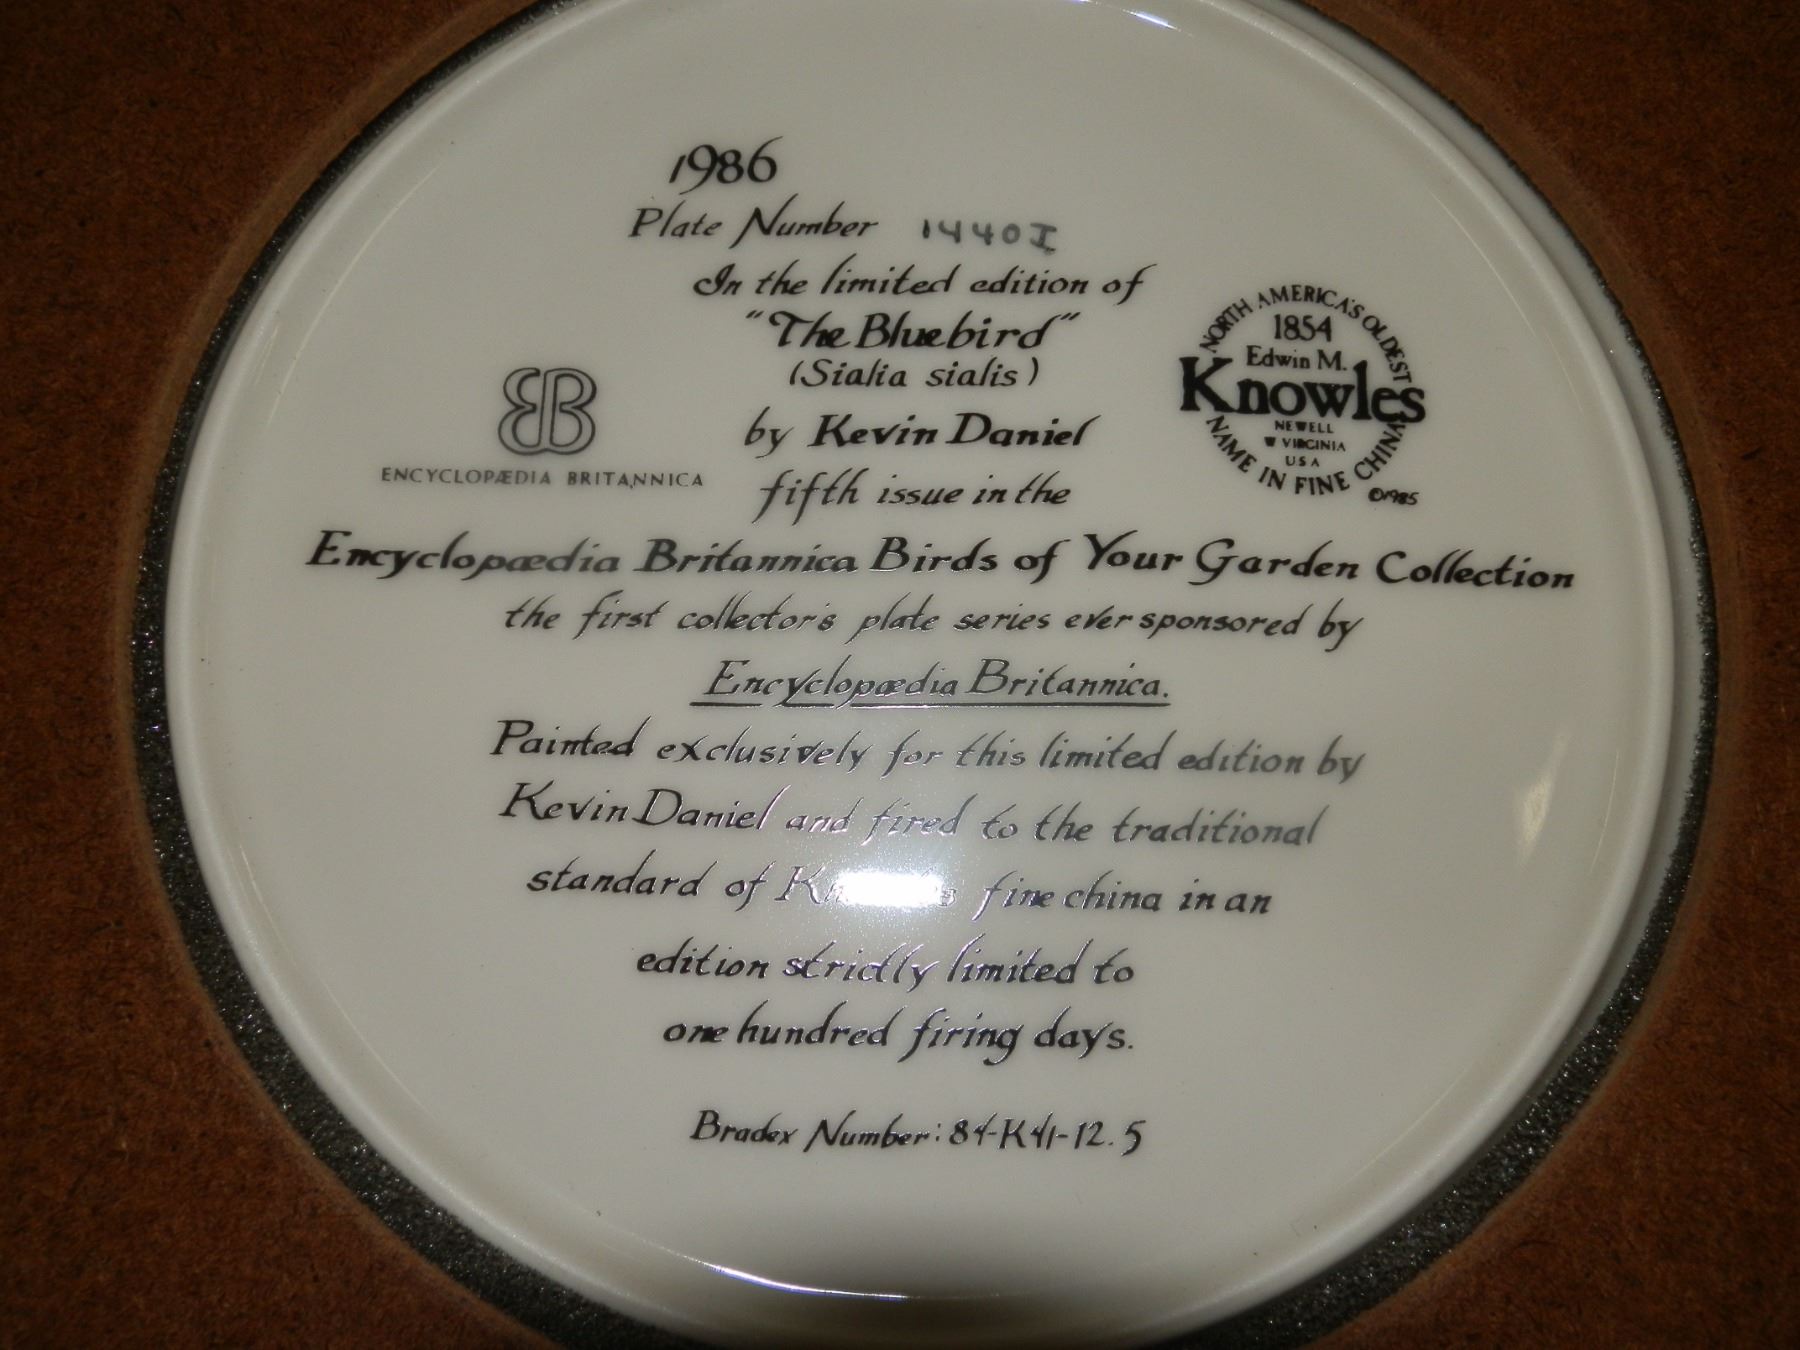 1986
Plate Number 1440I
In the limited edition of
"The Bluebird"
(Sialia sialis)
by Kevin Daniel
fifth issue in the
Encyclopædia Britannica Birds of Your Garden Collection
the first collector's plate series ever sponsored by
Encyclopædia Britannica.
Painted exclusively for this limited edition by
Kevin Daniel and fired to the traditional
standard of fine china in an
edition strictly limited to
one hundred firing days.
Bradex Number: 84-K41-12.5
ENCYCLOPÆDIA BRITANNICA
NORTH AMERICA'S OLDEST
1854
Edwin M.
Knowles
NEWELL
W VIRGINIA
USA
NAME IN FINE CHINA
©1985